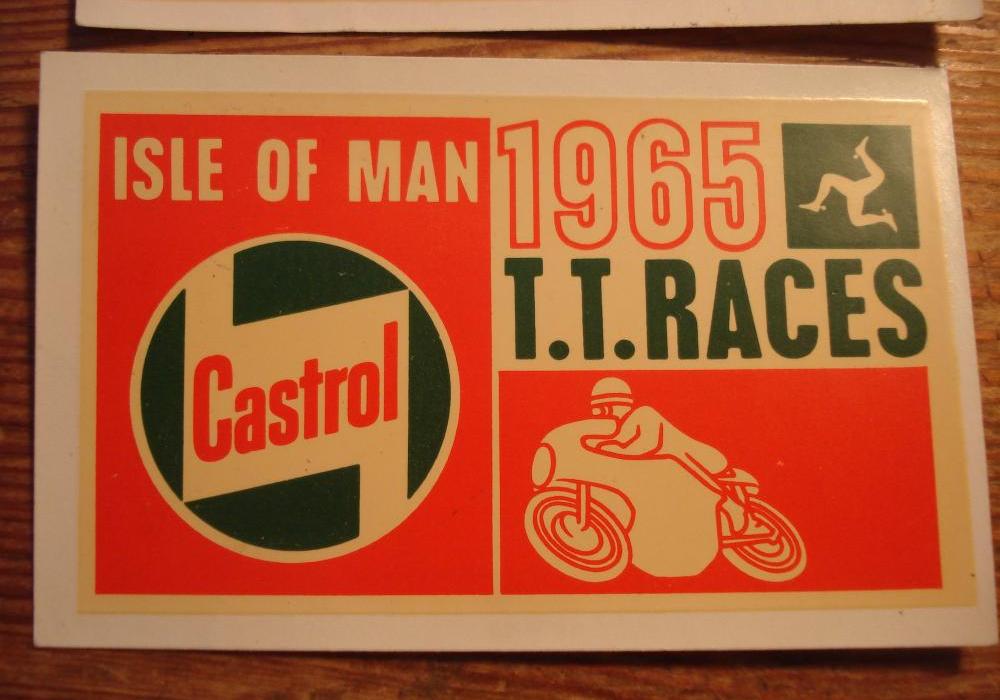 ISLE OF MAN
1965
T.T.RACES
Castrol